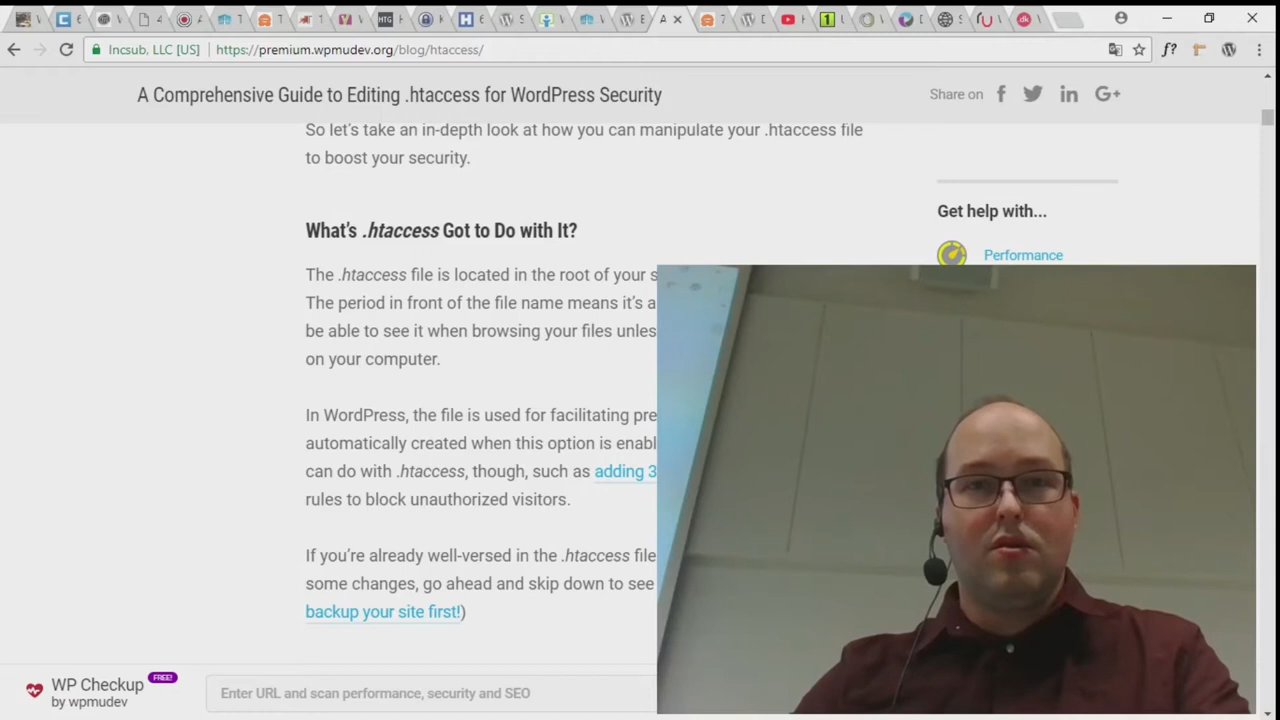 Incsub, LLC [US]
https://premium.wpmudev.org/blog/htaccess/
A Comprehensive Guide to Editing .htaccess for WordPress Security
Share on
So let's take an in-depth look at how you can manipulate your .htaccess file
to boost your security.
Get help with...
Performance
What's .htaccess Got to Do with It?
The .htaccess file is located in the root of your s
The period in front of the file name means it's a
be able to see it when browsing your files unles
on your computer.
In WordPress, the file is used for facilitating pre
automatically created when this option is enabl
can do with .htaccess, though, such as adding 3
rules to block unauthorized visitors.
If you're already well-versed in the .htaccess file
some changes, go ahead and skip down to see
backup your site first!)
WP Checkup FREE!
by wpmudev
Enter URL and scan performance, security and SEO